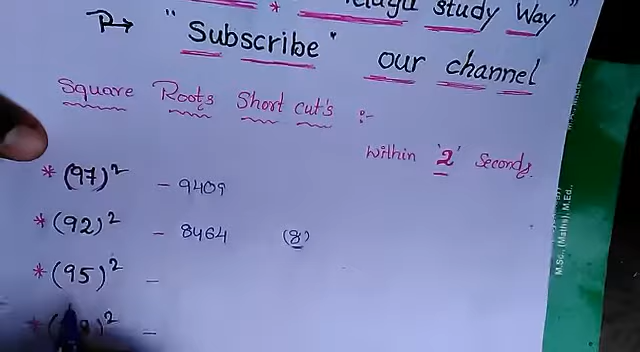 * Telugu Study Way"
R→ "Subscribe" our channel
Square Roots Short cut's :-
Within '2' Seconds.
* (97)² - 9409
* (92)² - 8464 (8)
* (95)² -
* ( )² -
M.Sc., (Maths), M.Ed.,